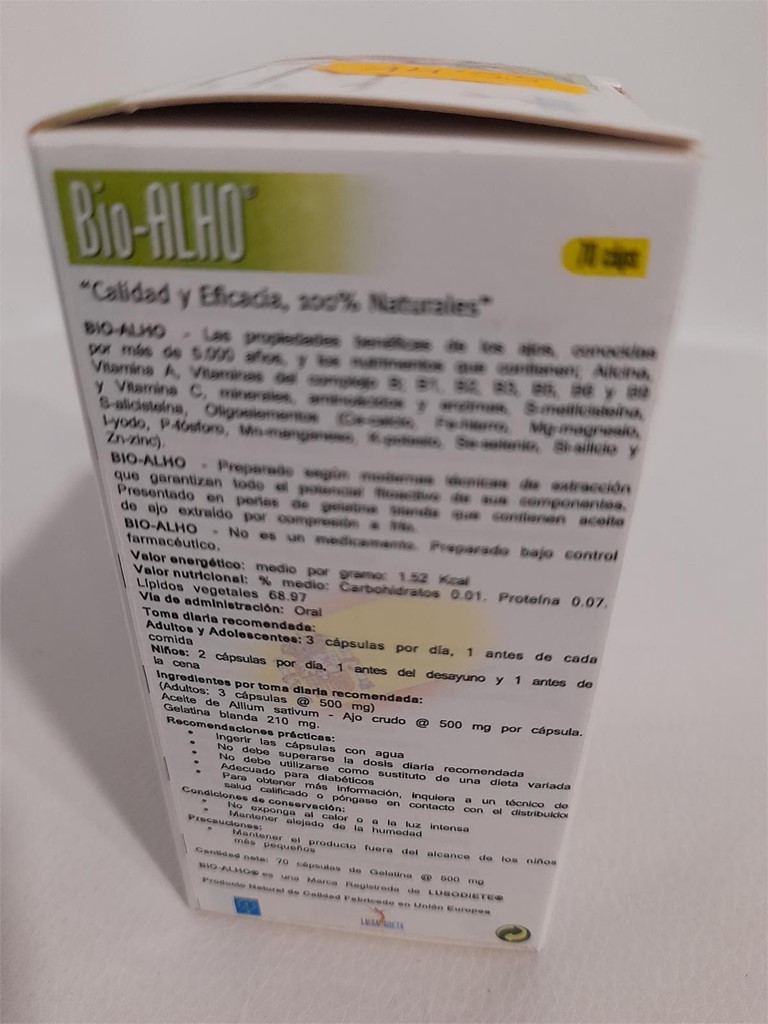 Bio-ALHO®
70 cáps
"Calidad y Eficacia, 100% Naturales"
BIO-ALHO - Las propiedades benéficas de los ajos, conocidas
por más de 5.000 años, y los nutrimentos que contienen; Alicina,
Vitamina A, Vitaminas del complejo B, B1, B2, B3, B5, B6 y B9
y Vitamina C, minerales, aminoácidos y enzimas, S-metilcisteína,
S-alicisteína, Oligoelementos (Ca-calcio, Fe-hierro, Mg-magnesio,
I-yodo, P-fósforo, Mn-manganeso, K-potasio, Se-selenio, Si-silicio y
Zn-zinc).
BIO-ALHO - Preparado según modernas técnicas de extracción
que garantizan todo el potencial bioactivo de sus componentes.
Presentado en perlas de gelatina blanda que contienen aceite
de ajo extraído por compresión a frío.
BIO-ALHO - No es un medicamento. Preparado bajo control
farmacéutico.
Valor energético: medio por gramo: 1.52 Kcal
Valor nutricional: % medio: Carbohidratos 0.01. Proteína 0.07.
Lípidos vegetales 68.97
Vía de administración: Oral
Toma diaria recomendada:
Adultos y Adolescentes: 3 cápsulas por día, 1 antes de cada
comida
Niños: 2 cápsulas por día, 1 antes del desayuno y 1 antes de
la cena
Ingredientes por toma diaria recomendada:
(Adultos: 3 cápsulas @ 500 mg)
Aceite de Allium sativum - Ajo crudo @ 500 mg por cápsula.
Gelatina blanda 210 mg.
Recomendaciones prácticas:
• Ingerir las cápsulas con agua
• No debe superarse la dosis diaria recomendada
• No debe utilizarse como sustituto de una dieta variada
• Adecuado para diabéticos
• Para obtener más información, inquiera a un técnico de
salud calificado o póngase en contacto con el distribuidor
Condiciones de conservación:
• No exponga al calor o a la luz intensa
• Mantener alejado de la humedad
Precauciones:
• Mantener el producto fuera del alcance de los niños
más pequeños
Cantidad neta: 70 cápsulas de Gelatina @ 500 mg
BIO-ALHO® es una Marca Registrada de LUSODIETE®
Producto Natural de Calidad Fabricado en Unión Europea